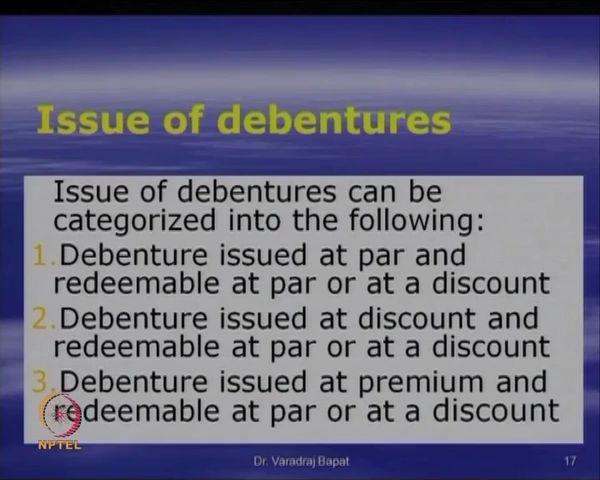 Issue of debentures
Issue of debentures can be
categorized into the following:
1.Debenture issued at par and
redeemable at par or at a discount
2.Debenture issued at discount and
redeemable at par or at a discount
3.Debenture issued at premium and
redeemable at par or at a discount
NPTEL
Dr. Varadraj Bapat
17